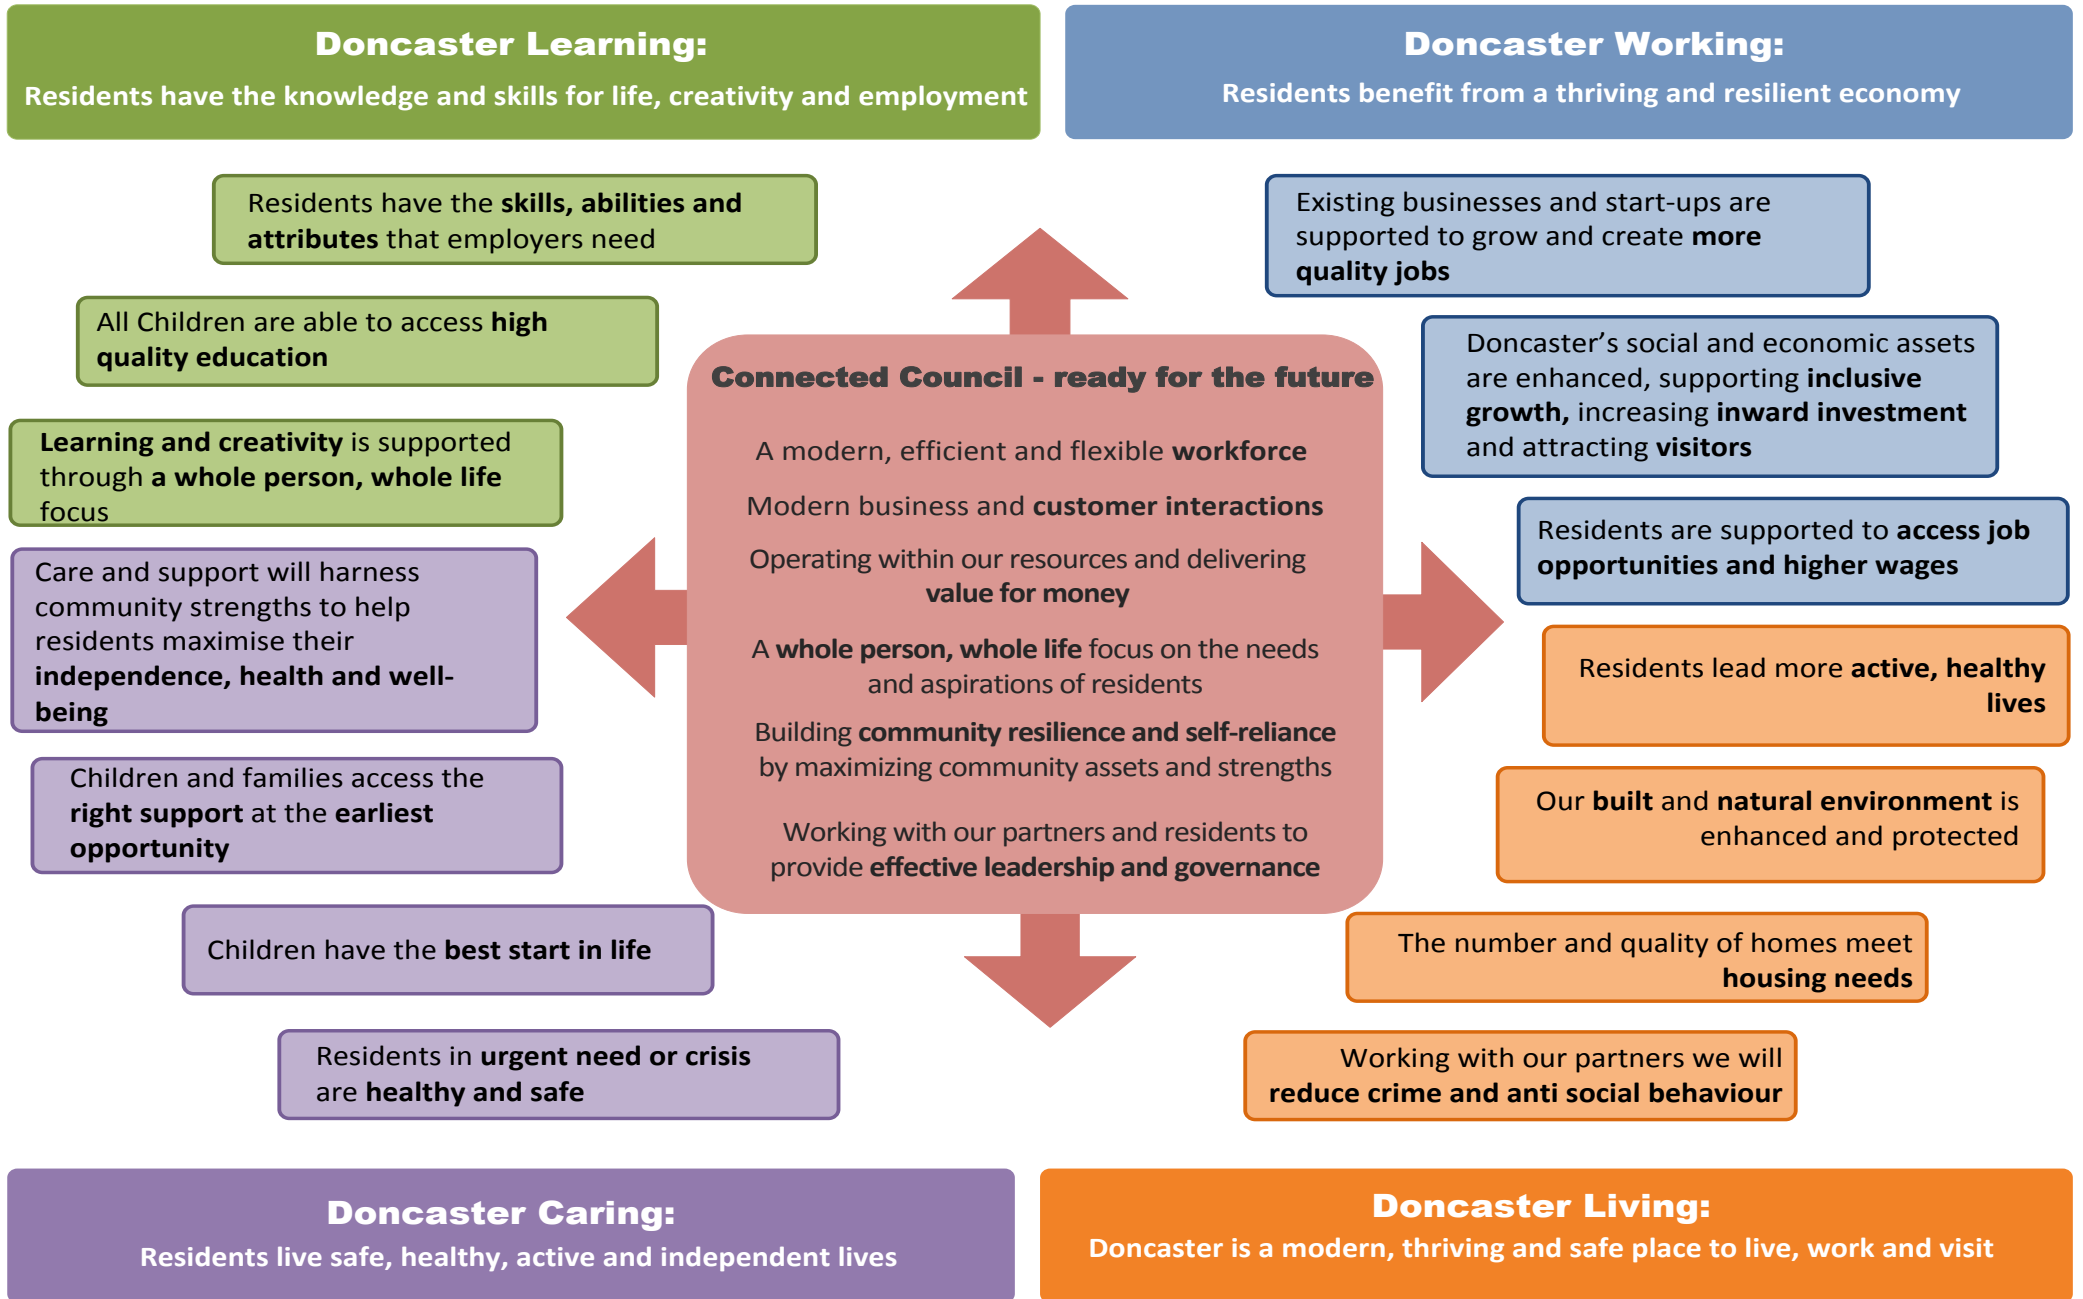 Doncaster Learning:
Residents have the knowledge and skills for life, creativity and employment
Doncaster Working:
Residents benefit from a thriving and resilient economy
Residents have the skills, abilities and
attributes that employers need
All Children are able to access high
quality education
Learning and creativity is supported
through a whole person, whole life
focus
Existing businesses and start-ups are
supported to grow and create more
quality jobs
Doncaster’s social and economic assets
are enhanced, supporting inclusive
growth, increasing inward investment
and attracting visitors
Residents are supported to access job
opportunities and higher wages
Connected Council - ready for the future
A modern, efficient and flexible workforce
Modern business and customer interactions
Operating within our resources and delivering
value for money
A whole person, whole life focus on the needs
and aspirations of residents
Building community resilience and self-reliance
by maximizing community assets and strengths
Working with our partners and residents to
provide effective leadership and governance
Care and support will harness
community strengths to help
residents maximise their
independence, health and well-
being
Children and families access the
right support at the earliest
opportunity
Children have the best start in life
Residents in urgent need or crisis
are healthy and safe
Residents lead more active, healthy
lives
Our built and natural environment is
enhanced and protected
The number and quality of homes meet
housing needs
Working with our partners we will
reduce crime and anti social behaviour
Doncaster Caring:
Residents live safe, healthy, active and independent lives
Doncaster Living:
Doncaster is a modern, thriving and safe place to live, work and visit